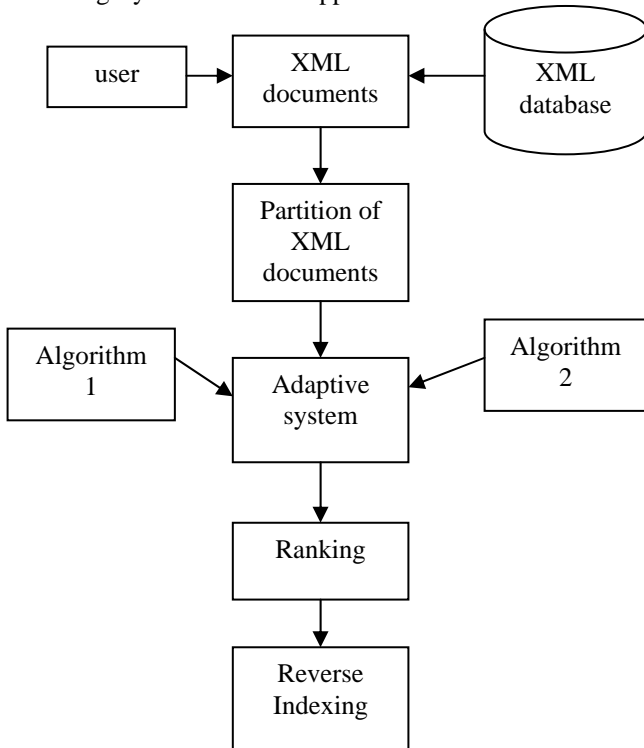 user
XML
documents
XML
database
Partition of
XML
documents
Algorithm
1
Adaptive
system
Algorithm
2
Ranking
Reverse
Indexing